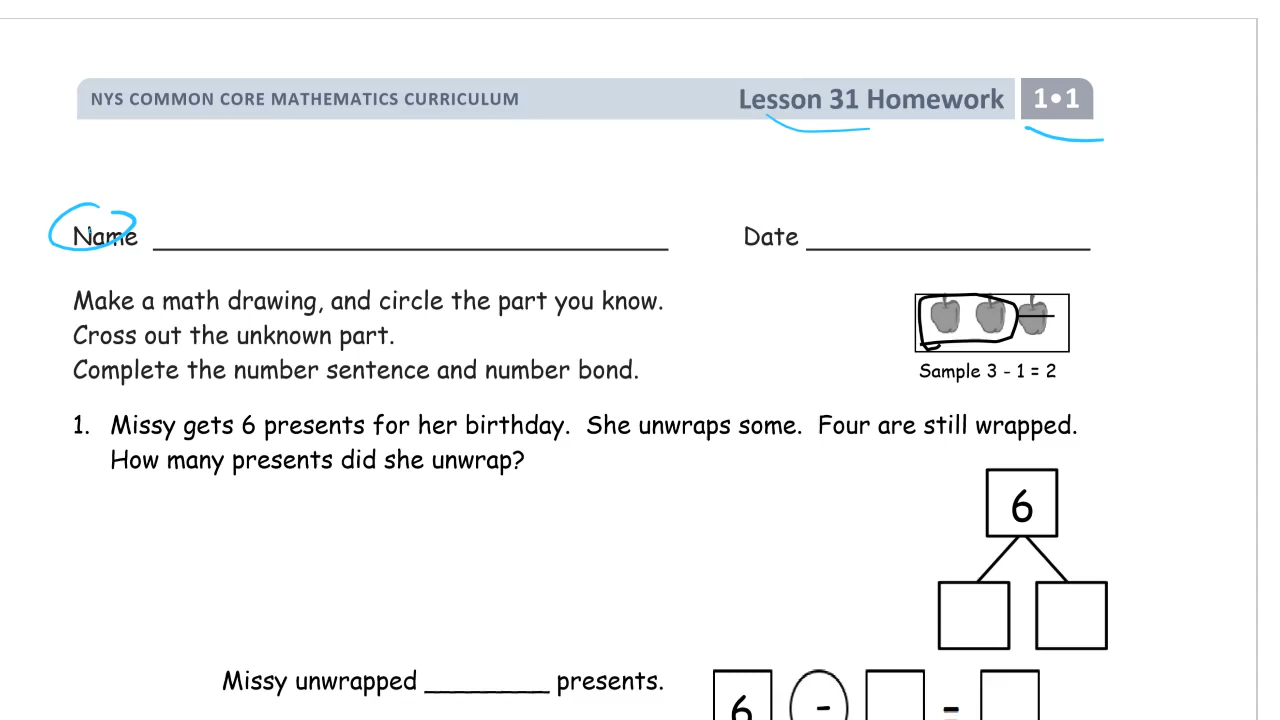 NYS COMMON CORE MATHEMATICS CURRICULUM Lesson 31 Homework 1•1
Name ____________ Date ____________
Make a math drawing, and circle the part you know.
Cross out the unknown part.
Complete the number sentence and number bond.
Sample 3 - 1 = 2
1. Missy gets 6 presents for her birthday. She unwraps some. Four are still wrapped.
How many presents did she unwrap?
6
Missy unwrapped ________ presents.
6 - =